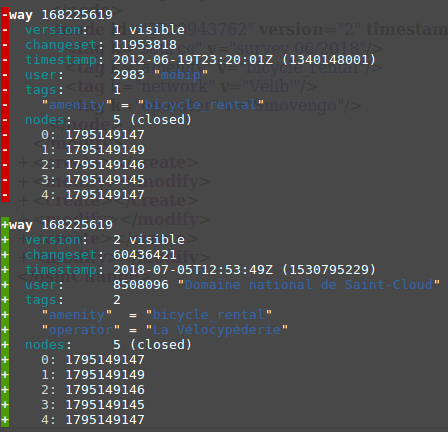 -way 168225619
-  version:   1 visible
-  changeset: 11953818
-  timestamp: 2012-06-19T23:20:01Z (1340148001)
-  user:      2983 "mobip"
-  tags:      1
-    "amenity" = "bicycle_rental"
-  nodes:     5 (closed)
-    0: 1795149147
-    1: 1795149149
-    2: 1795149146
-    3: 1795149145
-    4: 1795149147
+way 168225619
+  version:   2 visible
+  changeset: 60436421
+  timestamp: 2018-07-05T12:53:49Z (1530795229)
+  user:      8508096 "Domaine national de Saint-Cloud"
+  tags:      2
+    "amenity"  = "bicycle_rental"
+    "operator" = "La Vélocypèderie"
+  nodes:     5 (closed)
+    0: 1795149147
+    1: 1795149149
+    2: 1795149146
+    3: 1795149145
+    4: 1795149147